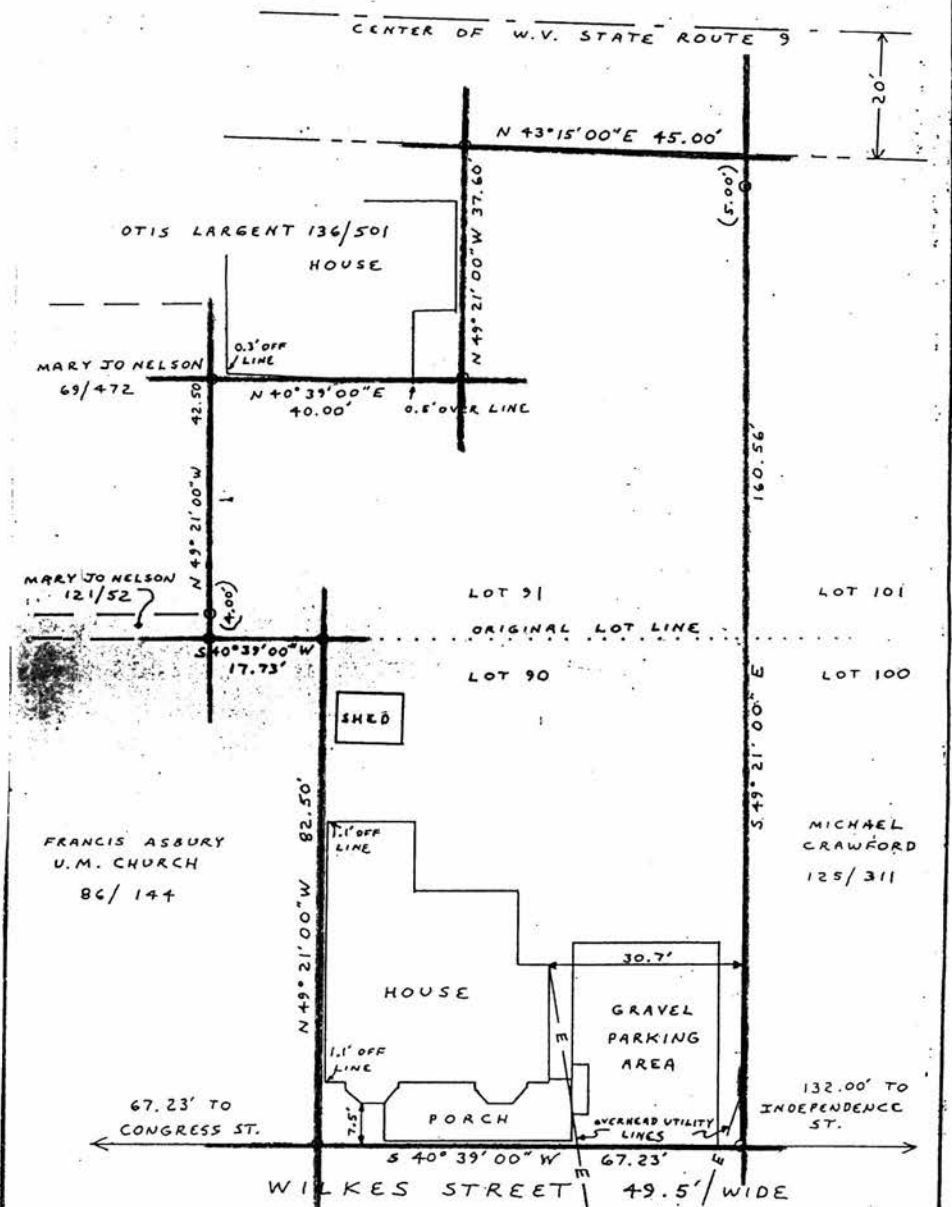 CENTER OF W.V. STATE ROUTE 9
20'
N 43°15'00"E 45.00'
(5.00')
N 49°21'00"W 37.60'
OTIS LARGENT 136/501
HOUSE
0.3' OFF
LINE
MARY JO NELSON
69/472
N 40°39'00"E
40.00'
0.5' OVER LINE
N 49°21'00"W 42.50'
160.56'
S 49°21'00"E
MARY JO NELSON
121/52
(4.00')
S 40°39'00"W
17.73'
LOT 91
LOT 101
ORIGINAL LOT LINE
LOT 90
LOT 100
SHED
FRANCIS ASBURY
U.M. CHURCH
86/144
N 49°21'00"W 82.50'
1.1' OFF
LINE
MICHAEL
CRAWFORD
125/311
30.7'
HOUSE
GRAVEL
PARKING
AREA
E
1.1' OFF
LINE
7.5'
PORCH
OVERHEAD UTILITY
LINES
67.23' TO
CONGRESS ST.
132.00' TO
INDEPENDENCE
ST.
S 40°39'00"W 67.23'
E
E
WILKES STREET 49.5' WIDE